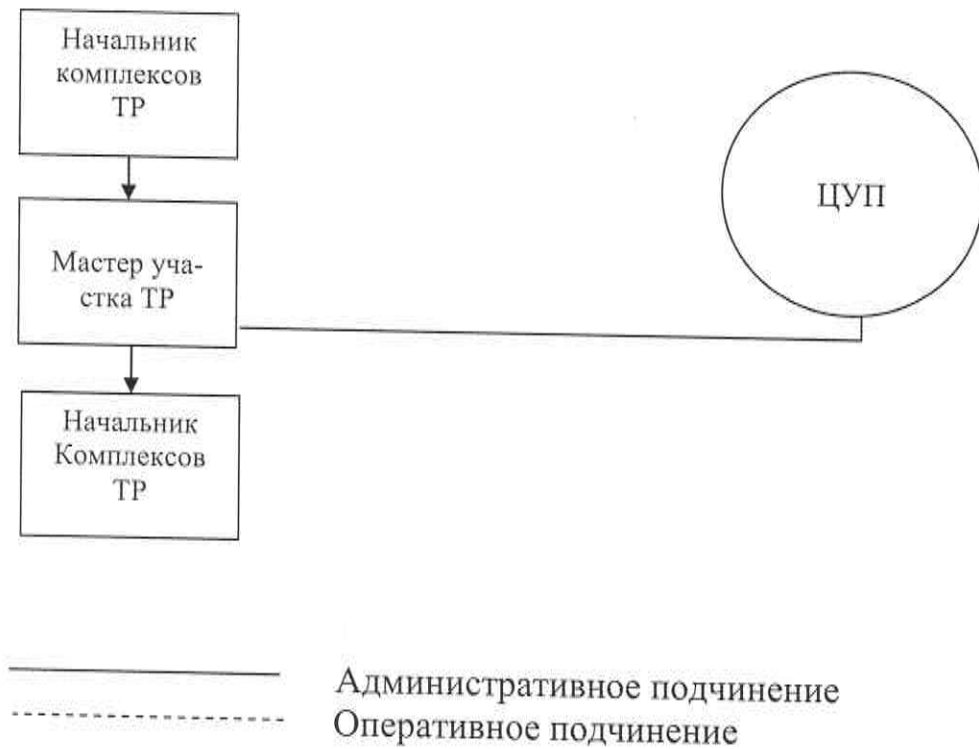 Начальник
комплексов
ТР
ЦУП
Мастер уча-
стка ТР
Начальник
Комплексов
ТР
Административное подчинение
Оперативное подчинение